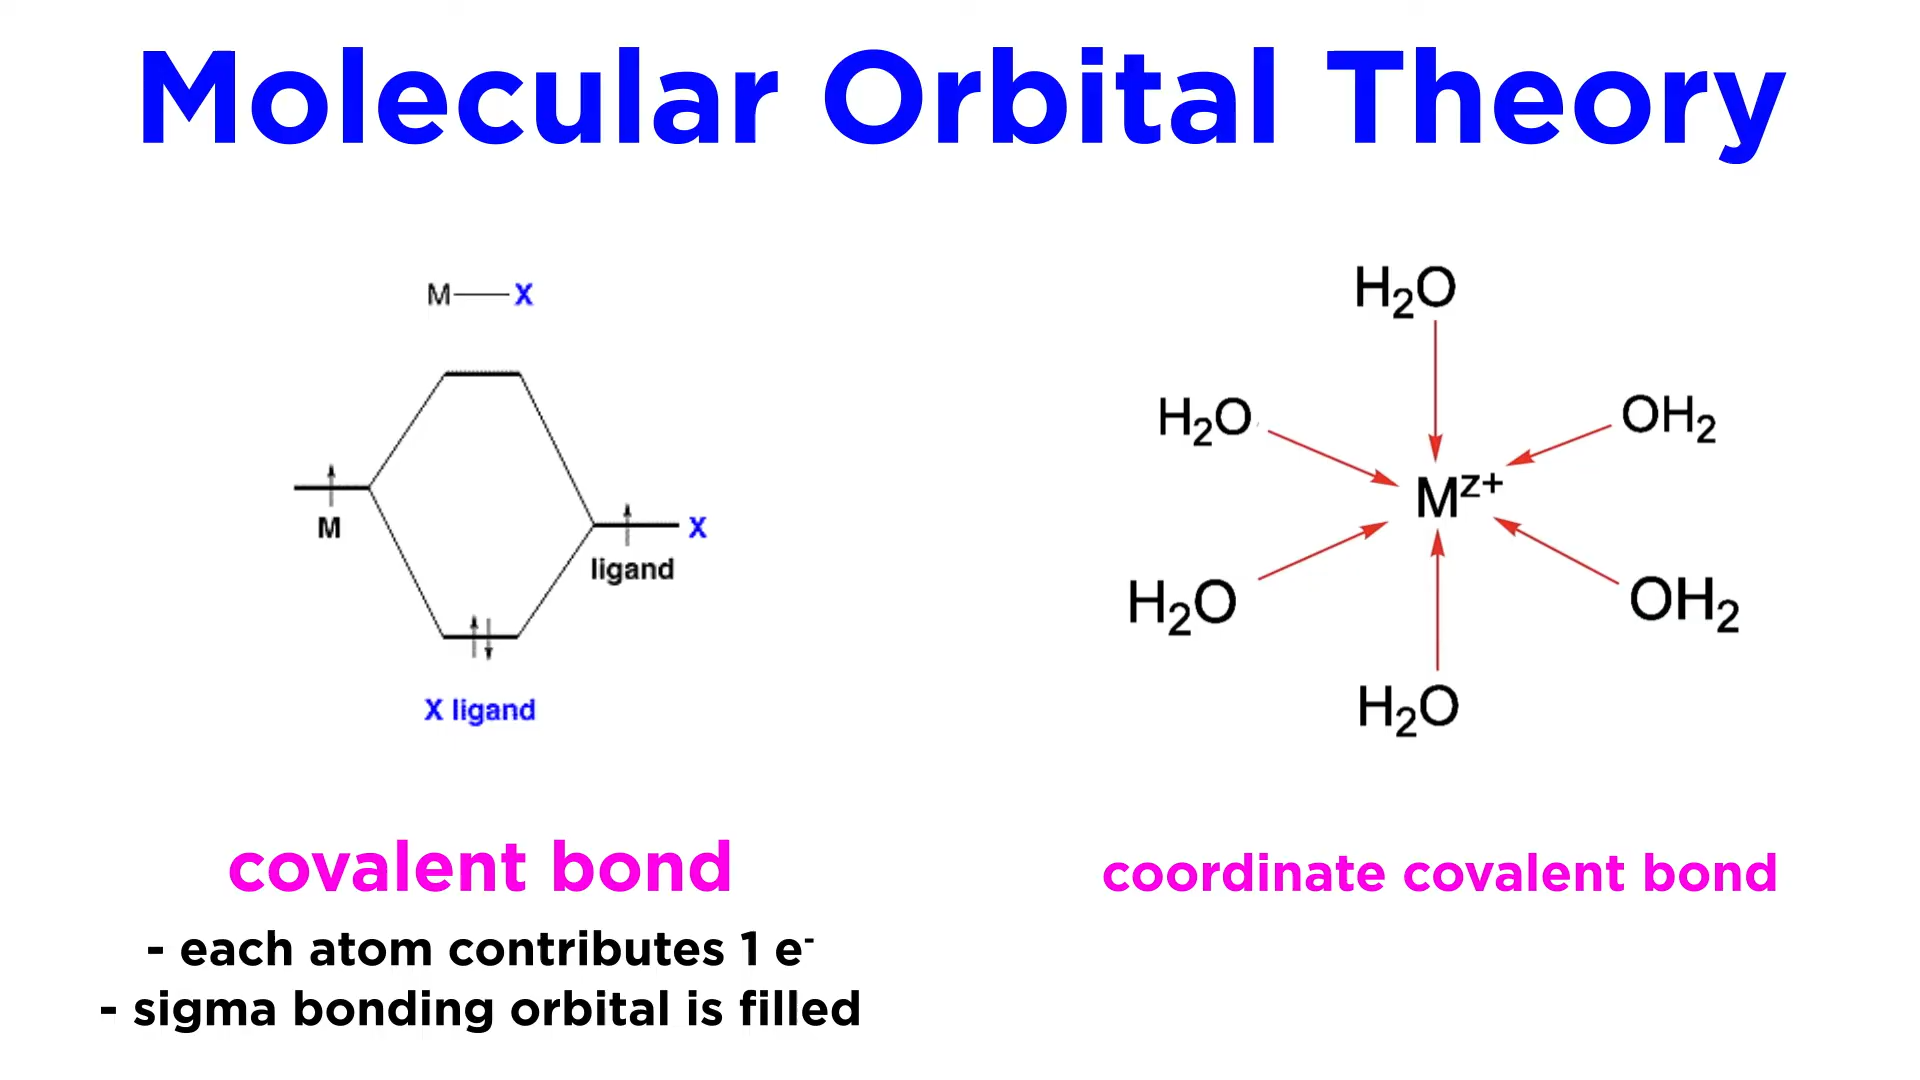 Molecular Orbital Theory
M—X
M
X
ligand
X ligand
covalent bond
- each atom contributes 1 e⁻
- sigma bonding orbital is filled
H₂O
H₂O
OH₂
Mᶻ⁺
H₂O
OH₂
H₂O
coordinate covalent bond